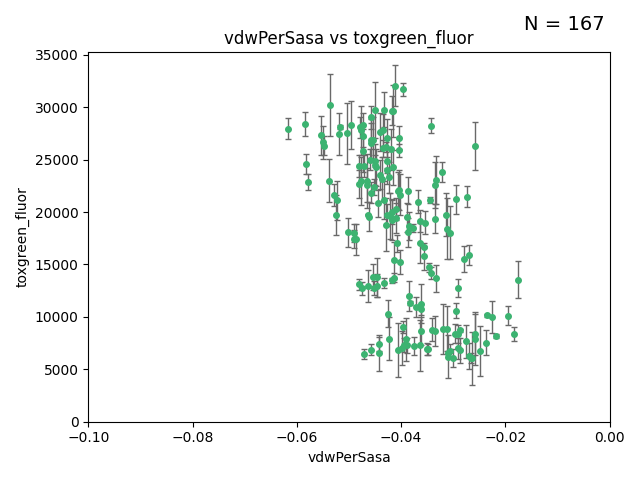 N = 167
vdwPerSasa vs toxgreen_fluor
35000
30000
25000
20000
15000
10000
5000
0
toxgreen_fluor
−0.10 −0.08 −0.06 −0.04 −0.02 0.00
vdwPerSasa